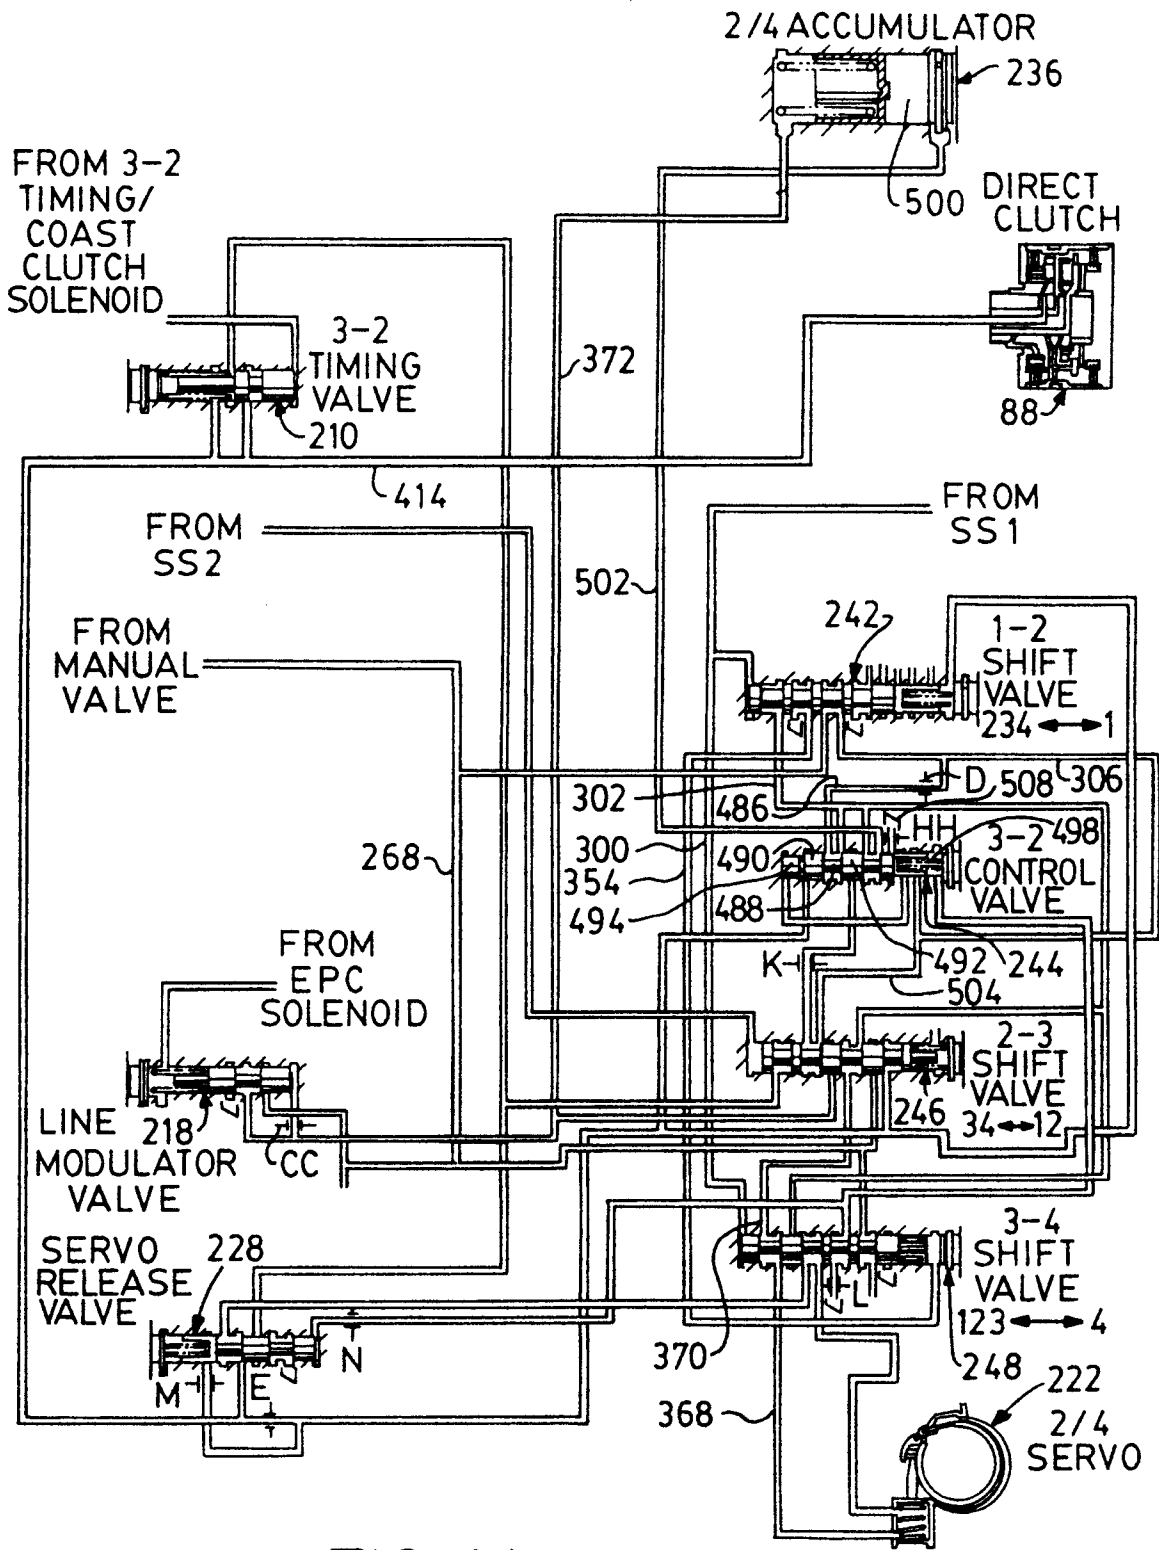 2/4 ACCUMULATOR
236
500
FROM 3-2
TIMING/
COAST
CLUTCH
SOLENOID
DIRECT
CLUTCH
88
3-2
TIMING
VALVE
210
372
414
FROM
SS2
FROM
SS1
502
FROM
MANUAL
VALVE
242
1-2
SHIFT
VALVE
234 1
302
486
D
508
306
300
490
HH
3-2
CONTROL
VALVE
498
268
354
494
488
K
492
244
504
FROM
EPC
SOLENOID
2-3
SHIFT
VALVE
34 12
246
LINE
MODULATOR
VALVE
218
CC
SERVO
RELEASE
VALVE
228
370
L
3-4
SHIFT
VALVE
123 4
248
M
E
N
368
222
2/4
SERVO